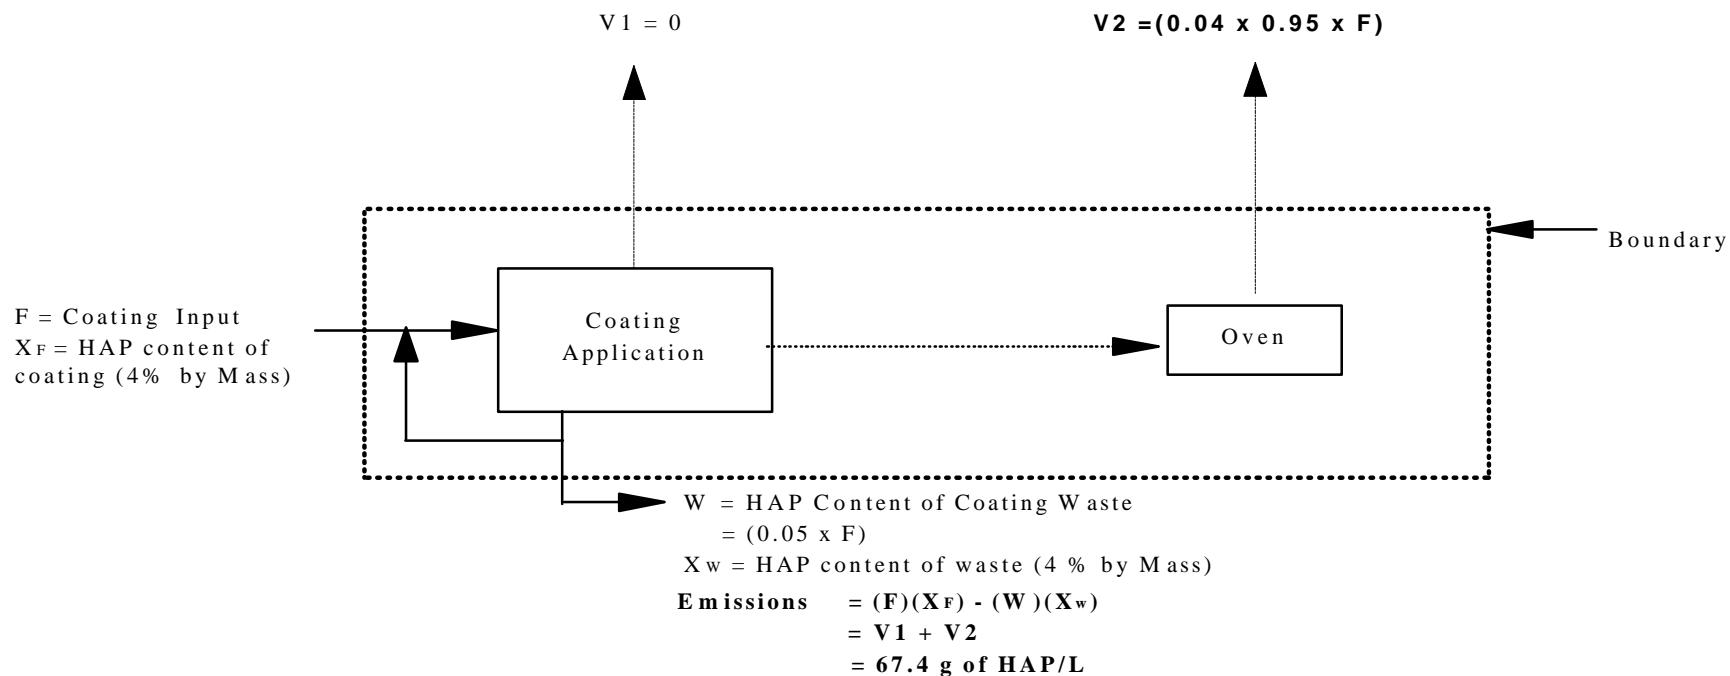 V1 = 0
V2 =(0.04 x 0.95 x F)
Boundary
F = Coating Input
XF = HAP content of
coating (4% by Mass)
Coating
Application
Oven
W = HAP Content of Coating Waste
= (0.05 x F)
Xw = HAP content of waste (4 % by Mass)
Emissions = (F)(XF) - (W)(Xw)
= V1 + V2
= 67.4 g of HAP/L